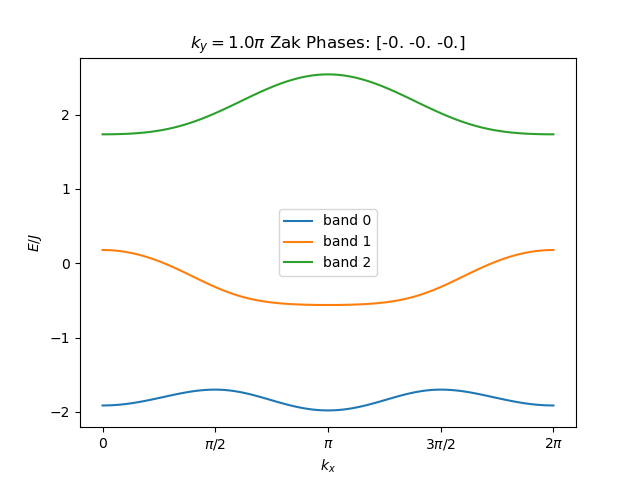 $k_y = 1.0\pi$ Zak Phases: [-0. -0. -0.]
E/J
2
1
0
−1
−2
band 0
band 1
band 2
0
π/2
π
3π/2
2π
$k_x$